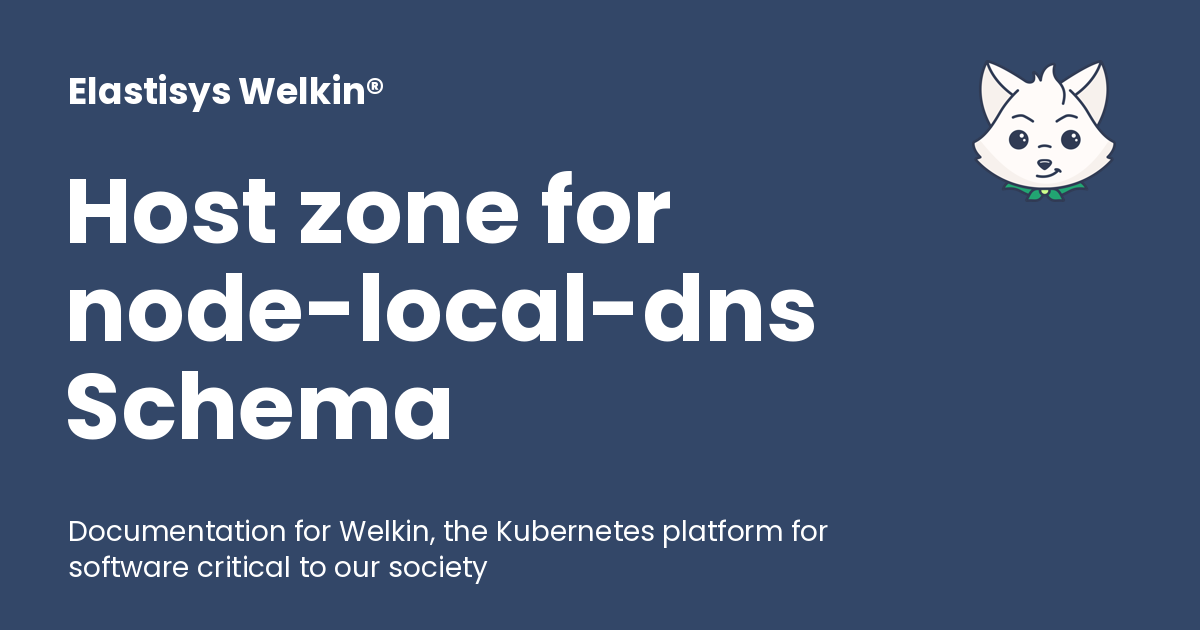 Elastisys Welkin®
Host zone for
node-local-dns
Schema
Documentation for Welkin, the Kubernetes platform for
software critical to our society